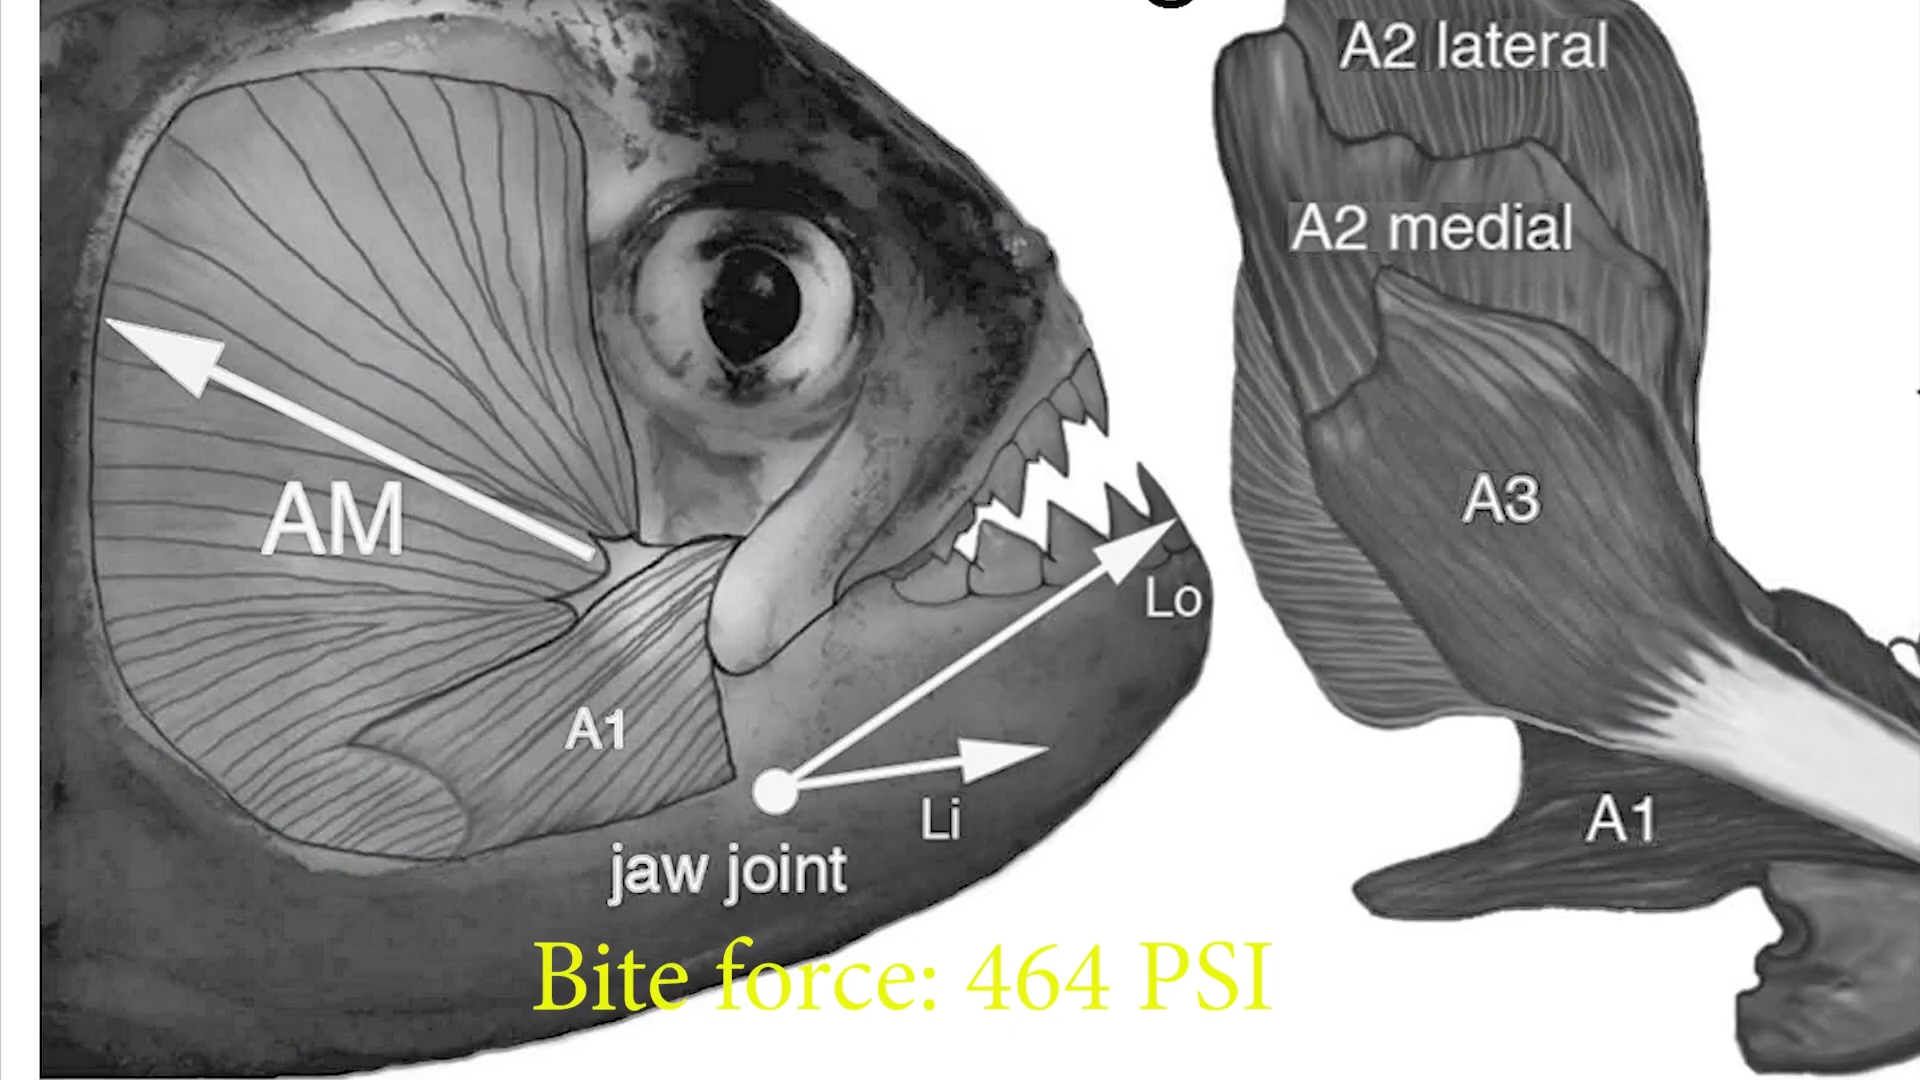 A2 lateral
A2 medial
AM
A3
Lo
A1
Li
A1
jaw joint
Bite force: 464 PSI